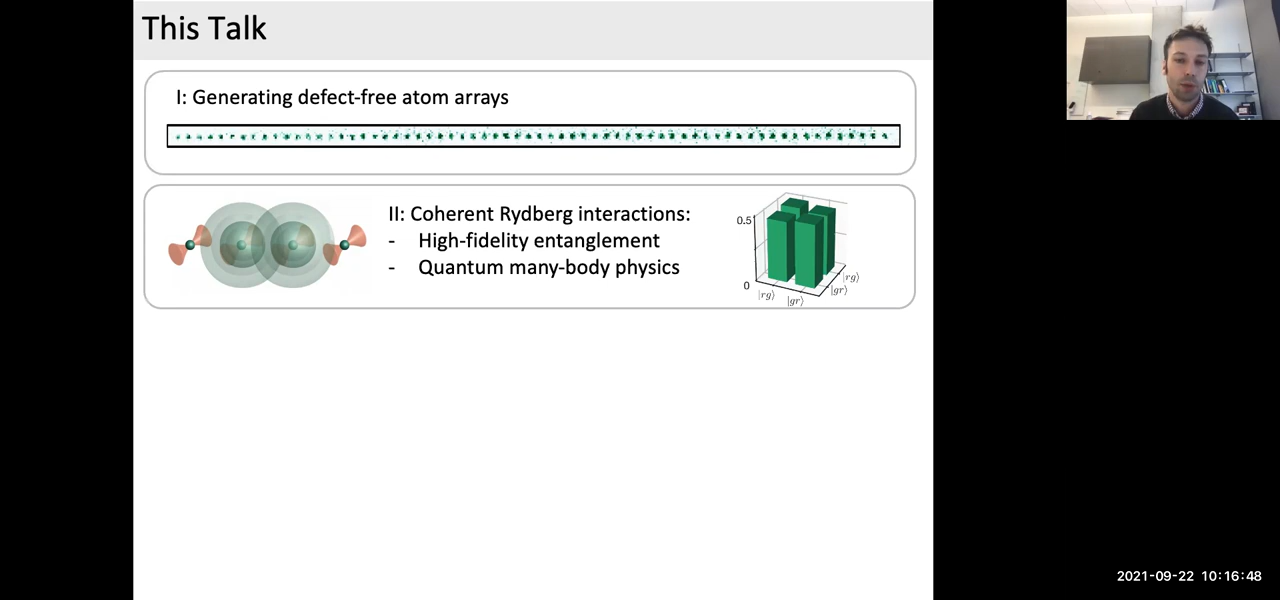 This Talk
I: Generating defect-free atom arrays
II: Coherent Rydberg interactions:
- High-fidelity entanglement
- Quantum many-body physics
0.5
0
|rg⟩
|gr⟩
|gr⟩
|rg⟩
2021-09-22 10:16:48